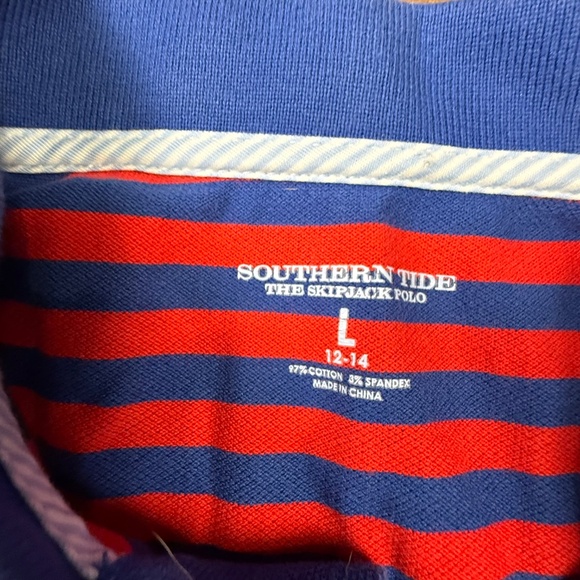 SOUTHERN TIDE
THE SKIPJACK POLO
L
12-14
97% COTTON 3% SPANDEX
MADE IN CHINA